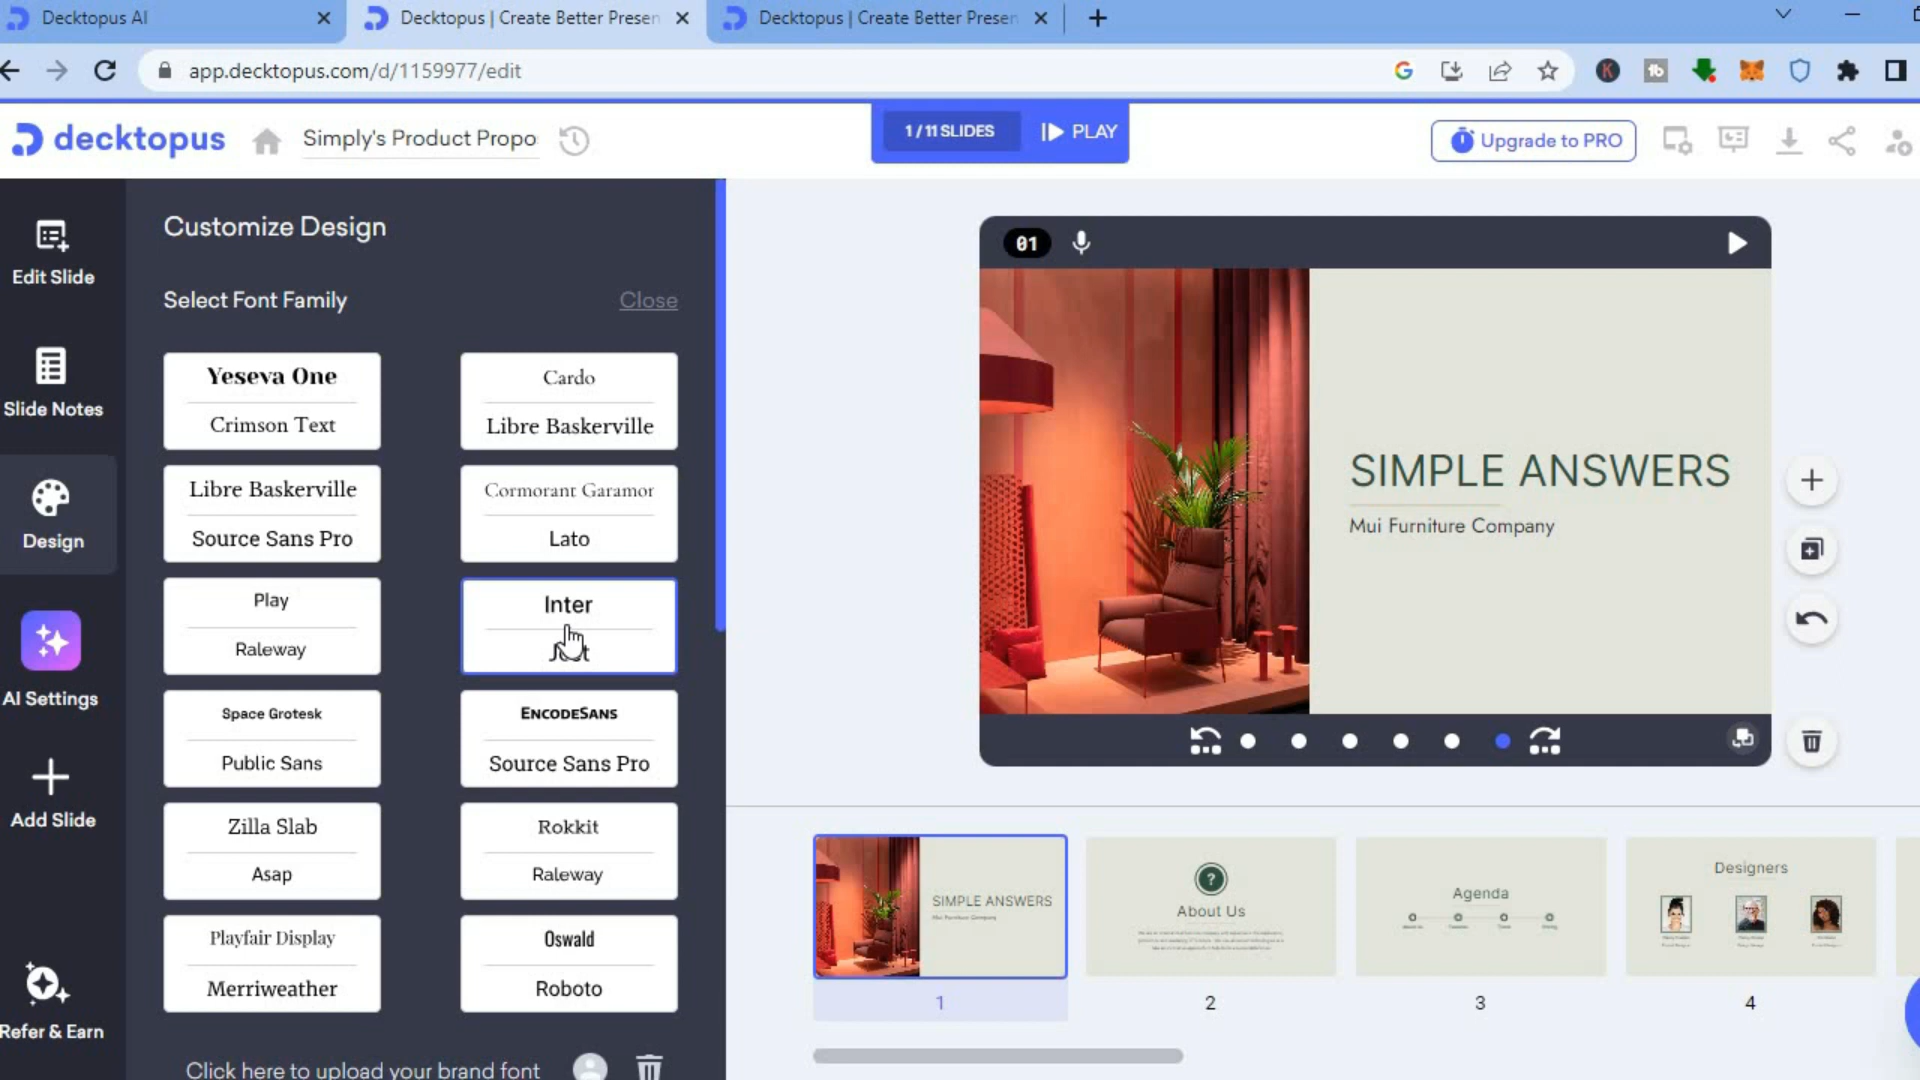 Decktopus AI
Decktopus | Create Better Presen
Decktopus | Create Better Presen
app.decktopus.com/d/1159977/edit
decktopus
Simply's Product Propo
1 / 11 SLIDES
PLAY
Upgrade to PRO
Edit Slide
Slide Notes
Design
AI Settings
Add Slide
Refer & Earn
Customize Design
Select Font Family
Close
Yeseva One
Crimson Text
Cardo
Libre Baskerville
Libre Baskerville
Source Sans Pro
Cormorant Garamor
Lato
Play
Raleway
Inter
Space Grotesk
Public Sans
ENCODESANS
Source Sans Pro
Zilla Slab
Asap
Rokkit
Raleway
Playfair Display
Merriweather
Oswald
Roboto
Click here to upload your brand font
01
SIMPLE ANSWERS
Mui Furniture Company
SIMPLE ANSWERS
Mui Furniture Company
1
?
About Us
2
Agenda
3
Designers
4